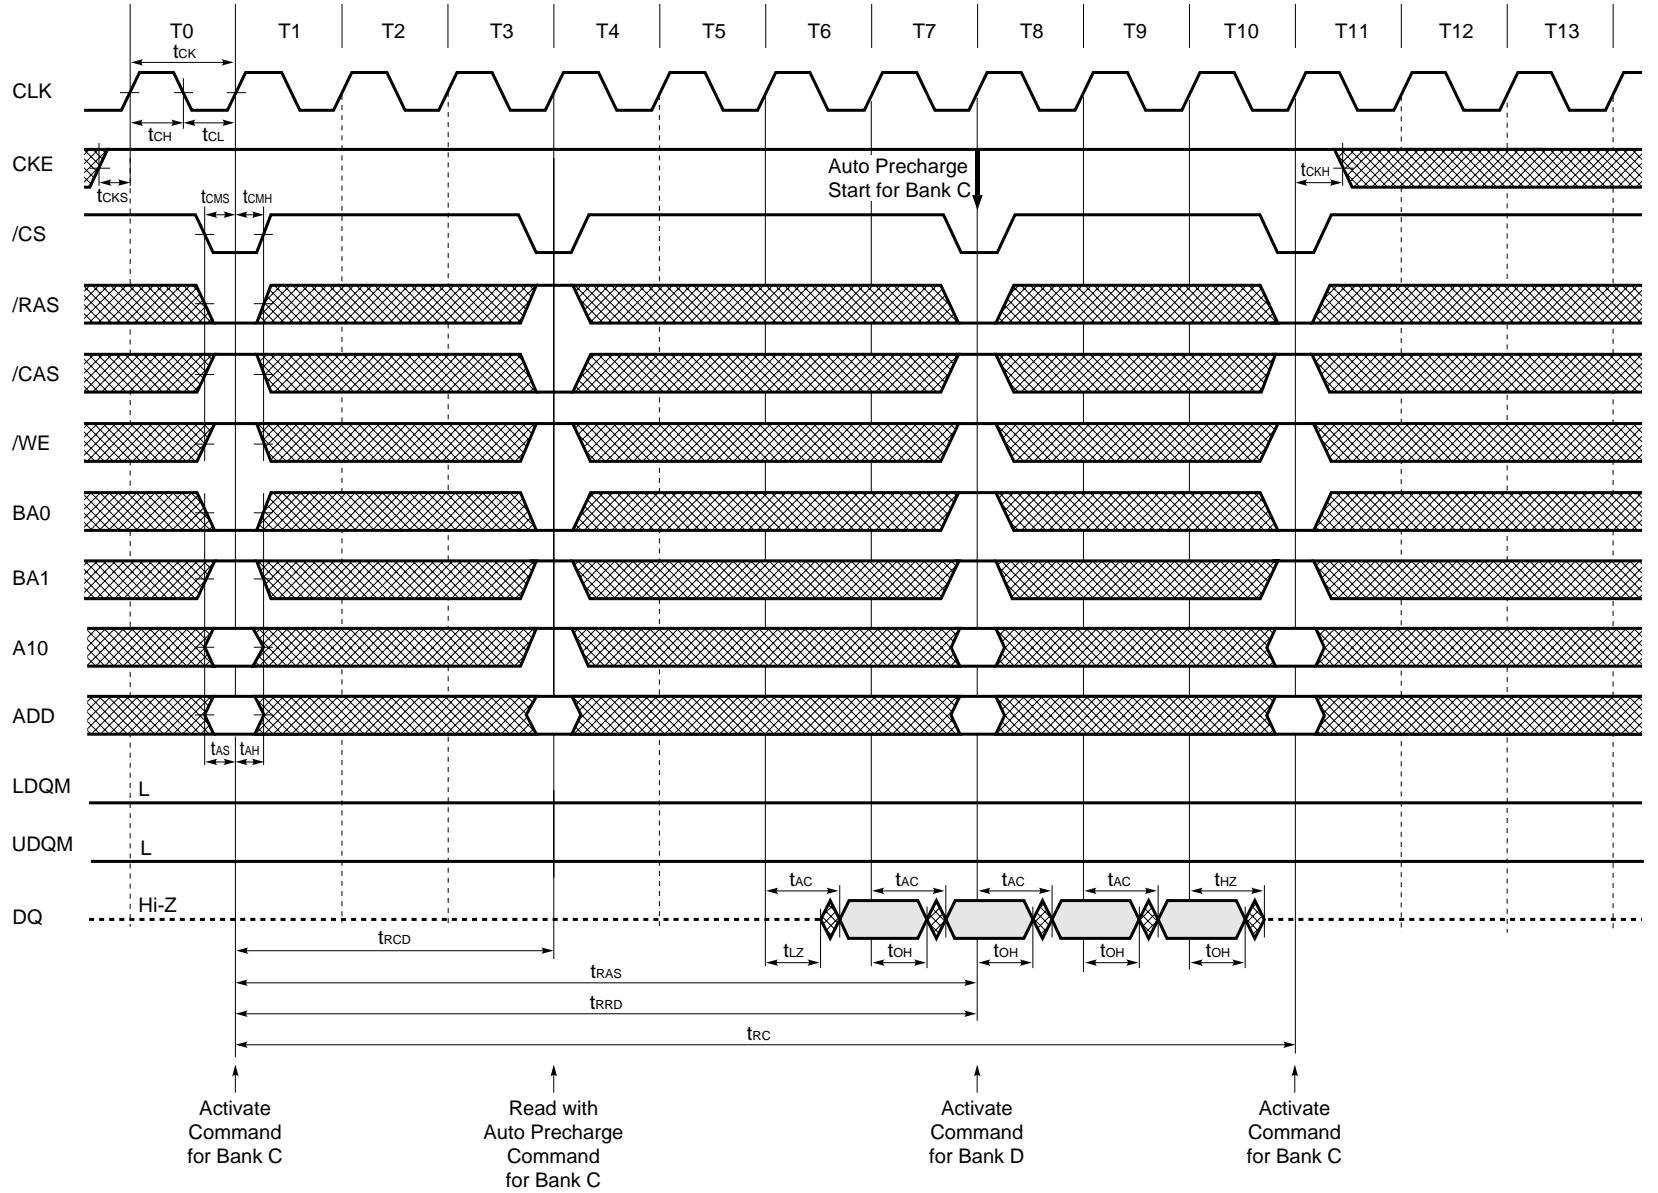 T0 T1 T2 T3 T4 T5 T6 T7 T8 T9 T10 T11 T12 T13
tCK
CLK
tCH tCL
CKE
Auto Precharge
Start for Bank C
tCKH
tCKS
tCMS tCMH
/CS
/RAS
/CAS
/WE
BA0
BA1
A10
ADD
tAS tAH
LDQM L
UDQM L
tAC tAC tAC tAC tHZ
DQ Hi-Z
tRCD
tLZ tOH tOH tOH tOH
tRAS
tRRD
tRC
Activate
Command
for Bank C
Read with
Auto Precharge
Command
for Bank C
Activate
Command
for Bank D
Activate
Command
for Bank C